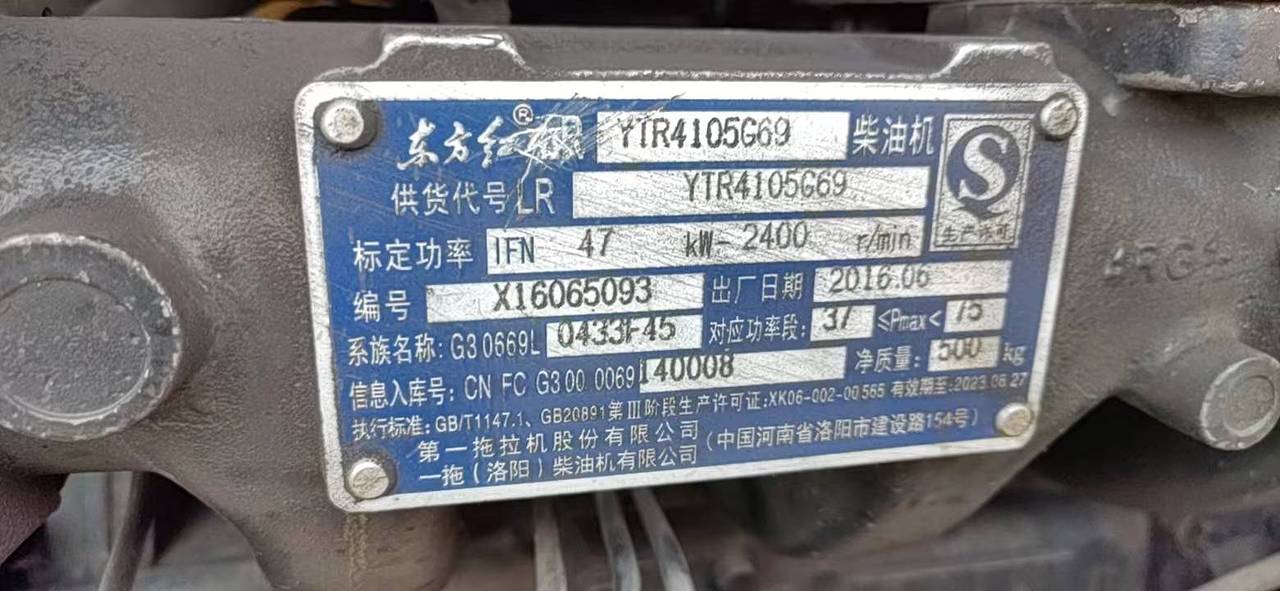 东方红® LR YTR4105G69 柴油机
供货代号LR YTR4105G69
标定功率 IFN 47 kW- 2400 r/min 生产许可
编号 X16065093 出厂日期 2016.06
系族名称: G30669L 0433F45 对应功率段: 37 ≤Pmax< 75
信息入库号: CN FC G300 0069 140008 净质量: 500 kg
执行标准: GB/T1147.1、GB20891第Ⅲ阶段生产许可证:XK06-002-00565 有效期至:2023.06.27
第一拖拉机股份有限公司
一拖(洛阳)柴油机有限公司 (中国河南省洛阳市建设路154号)